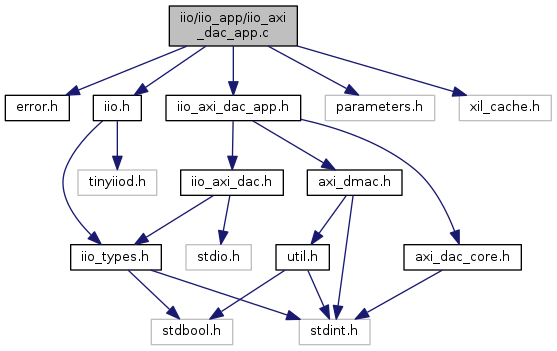 iio/iio_app/iio_axi
_dac_app.c
error.h
iio.h
iio_axi_dac_app.h
parameters.h
xil_cache.h
tinyiiod.h
iio_axi_dac.h
axi_dmac.h
iio_types.h
stdio.h
util.h
axi_dac_core.h
stdbool.h
stdint.h